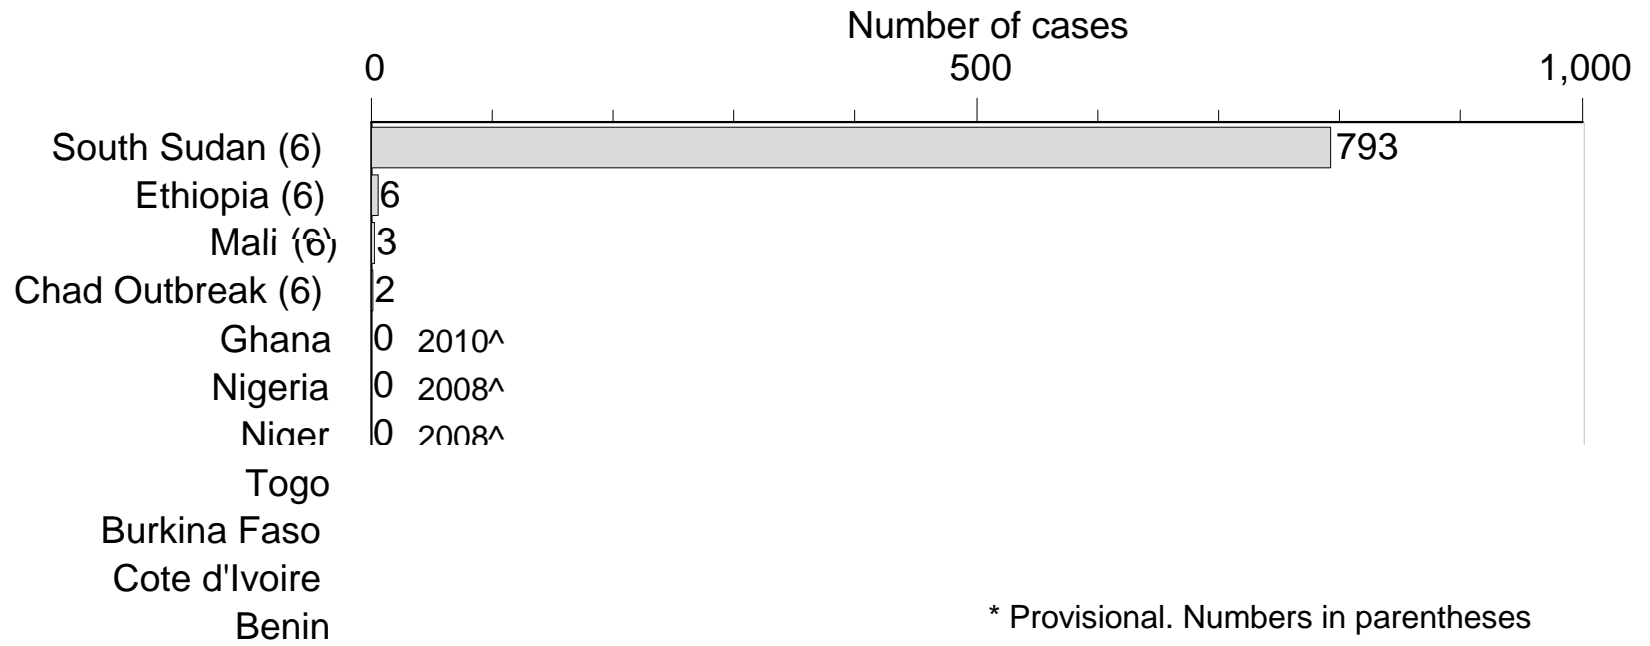 Number of cases
0 500 1,000
South Sudan (6) 793
Ethiopia (6) 6
Mali (6) 3
Chad Outbreak (6) 2
Ghana 0 2010^
Nigeria 0 2008^
Niger 0 2008^
Togo
Burkina Faso
Cote d'Ivoire
Benin
* Provisional. Numbers in parentheses